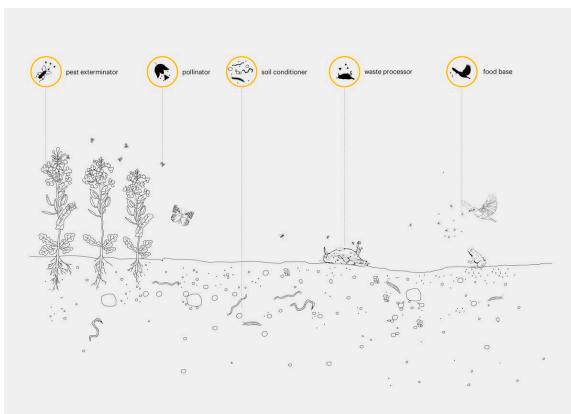 pest exterminator
pollinator
soil conditioner
waste processor
food base